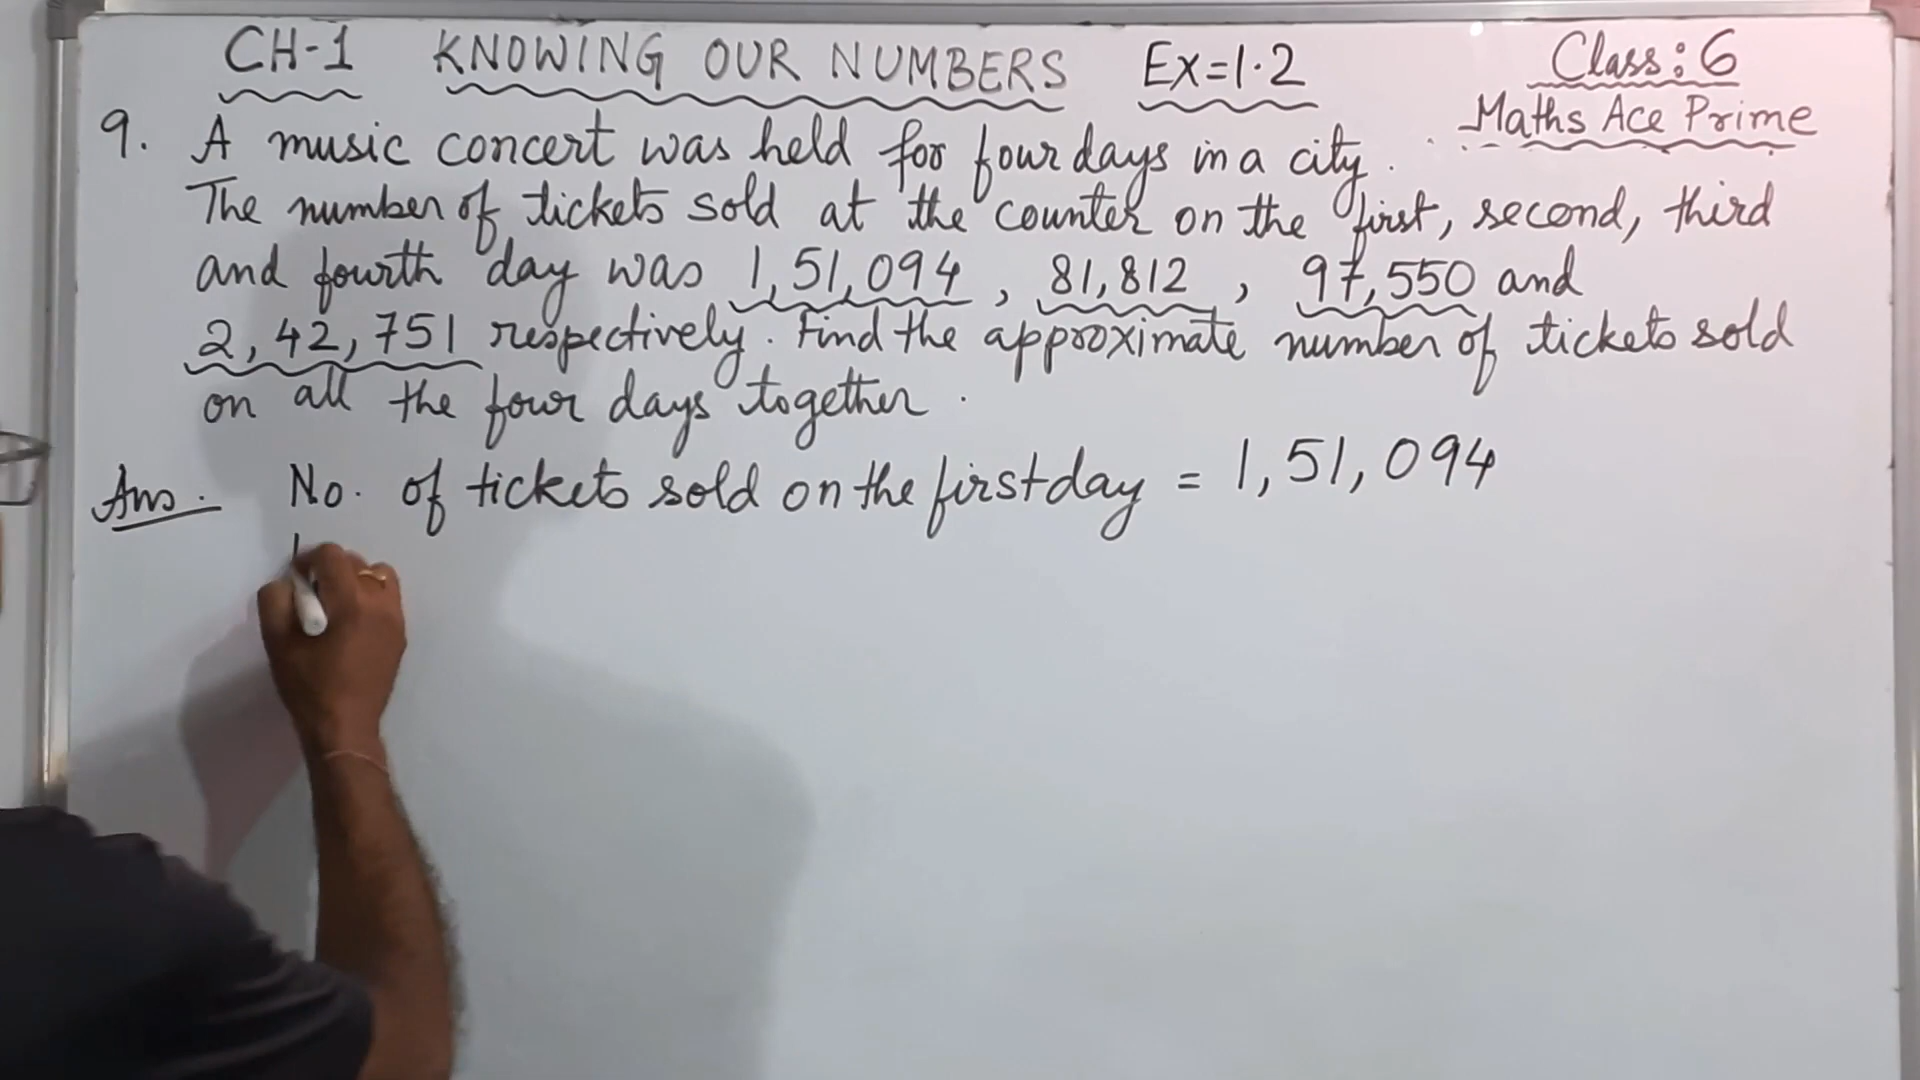 CH-1 KNOWING OUR NUMBERS Ex=1.2 Class:6
Maths Ace Prime
9. A music concert was held for four days in a city.
The number of tickets sold at the counter on the first, second, third
and fourth day was 1,51,094, 81,812, 97,550 and
2,42,751 respectively. Find the approximate number of tickets sold
on all the four days together.
Ans. No. of tickets sold on the first day = 1,51,094